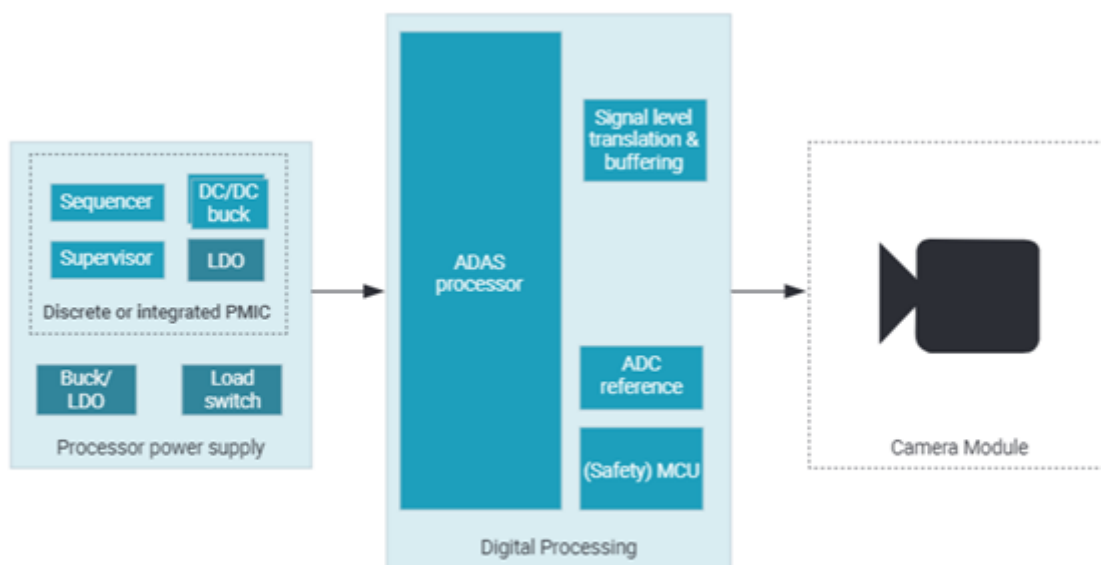 Sequencer
DC/DC
buck
Supervisor
LDO
Discrete or integrated PMIC
Buck/
LDO
Load
switch
Processor power supply
ADAS
processor
Signal level
translation &
buffering
ADC
reference
(Safety) MCU
Digital Processing
Camera Module